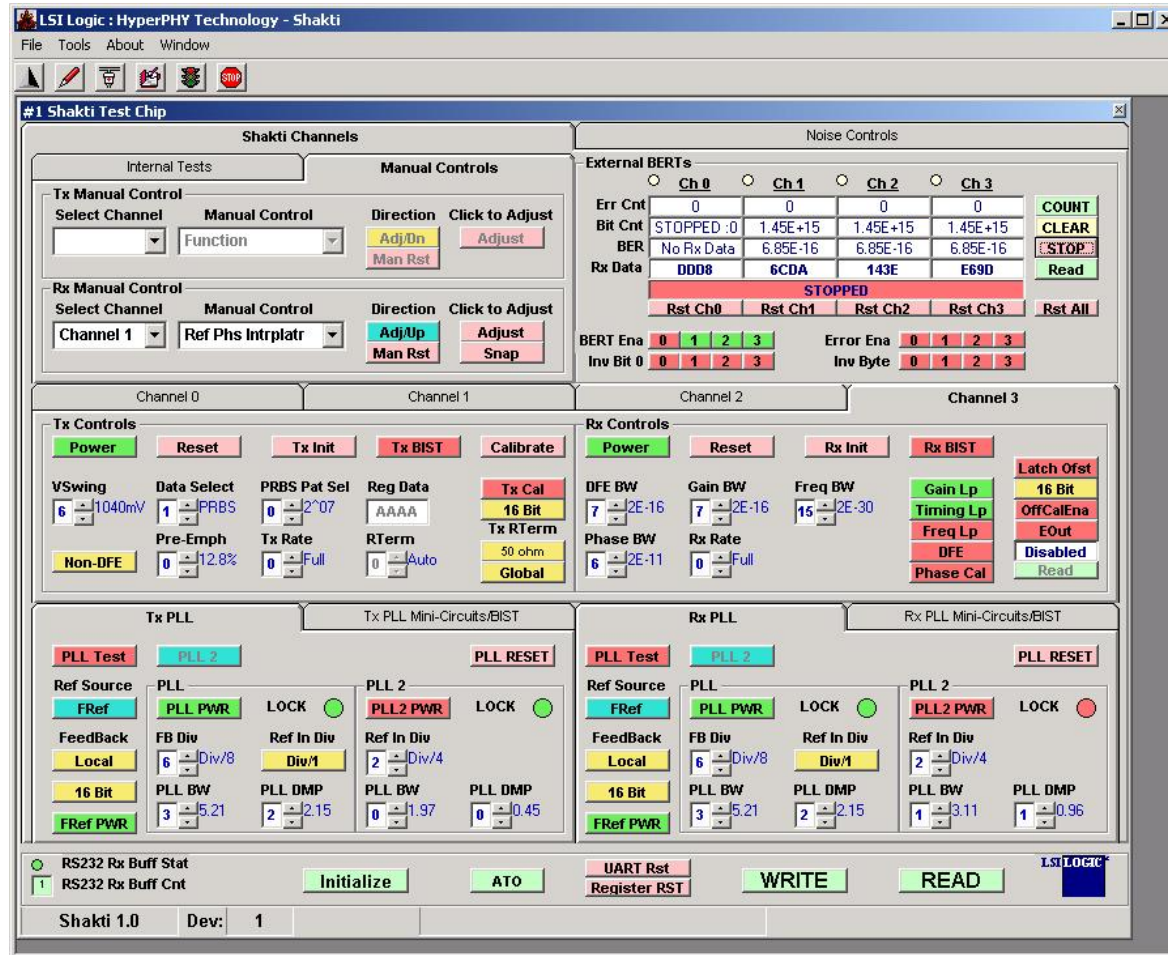 LSI Logic : HyperPHY Technology - Shakti
File Tools About Window
STOP
#1 Shakti Test Chip
Shakti Channels Noise Controls
Internal Tests Manual Controls
Tx Manual Control
Select Channel Manual Control Direction Click to Adjust
Function Adj/Dn Adjust
Man Rst
Rx Manual Control
Select Channel Manual Control Direction Click to Adjust
Channel 1 Ref Phs Intrplatr Adj/Up Adjust
Man Rst Snap
External BERTs
Ch 0 Ch 1 Ch 2 Ch 3
Err Cnt 0 0 0 0 COUNT
Bit Cnt STOPPED :0 1.45E+15 1.45E+15 1.45E+15 CLEAR
BER No Rx Data 6.85E-16 6.85E-16 6.85E-16 STOP
Rx Data DDD8 6CDA 143E E69D Read
STOPPED
Rst Ch0 Rst Ch1 Rst Ch2 Rst Ch3 Rst All
BERT Ena 0 1 2 3 Error Ena 0 1 2 3
Inv Bit 0 0 1 2 3 Inv Byte 0 1 2 3
Channel 0 Channel 1 Channel 2 Channel 3
Tx Controls
Power Reset Tx Init Tx BIST Calibrate
VSwing Data Select PRBS Pat Sel Reg Data Tx Cal
6 1040mV 1 PRBS 0 2^07 AAAA 16 Bit
Pre-Emph Tx Rate RTerm Tx RTerm
Non-DFE 0 12.8% 0 Full 0 Auto 50 ohm
Global
Rx Controls
Power Reset Rx Init Rx BIST
Latch Ofst
DFE BW Gain BW Freq BW Gain Lp 16 Bit
7 2E-16 7 2E-16 15 2E-30 Timing Lp OffCalEna
Phase BW Rx Rate Freq Lp EOut
6 2E-11 0 Full DFE Disabled
Phase Cal Read
Tx PLL Tx PLL Mini-Circuits/BIST
PLL Test PLL 2 PLL RESET
Ref Source PLL PLL 2
FRef PLL PWR LOCK PLL2 PWR LOCK
FeedBack FB Div Ref In Div Ref In Div
Local 6 Div/8 Div/1 2 Div/4
16 Bit PLL BW PLL DMP PLL BW PLL DMP
FRef PWR 3 5.21 2 2.15 0 1.97 0 0.45
Rx PLL Rx PLL Mini-Circuits/BIST
PLL Test PLL 2 PLL RESET
Ref Source PLL PLL 2
FRef PLL PWR LOCK PLL2 PWR LOCK
FeedBack FB Div Ref In Div Ref In Div
Local 6 Div/8 Div/1 2 Div/4
16 Bit PLL BW PLL DMP PLL BW PLL DMP
FRef PWR 3 5.21 2 2.15 1 3.11 1 0.96
RS232 Rx Buff Stat
1 RS232 Rx Buff Cnt
Initialize ATO
UART Rst
Register RST
WRITE READ
LSI LOGIC
Shakti 1.0 Dev: 1